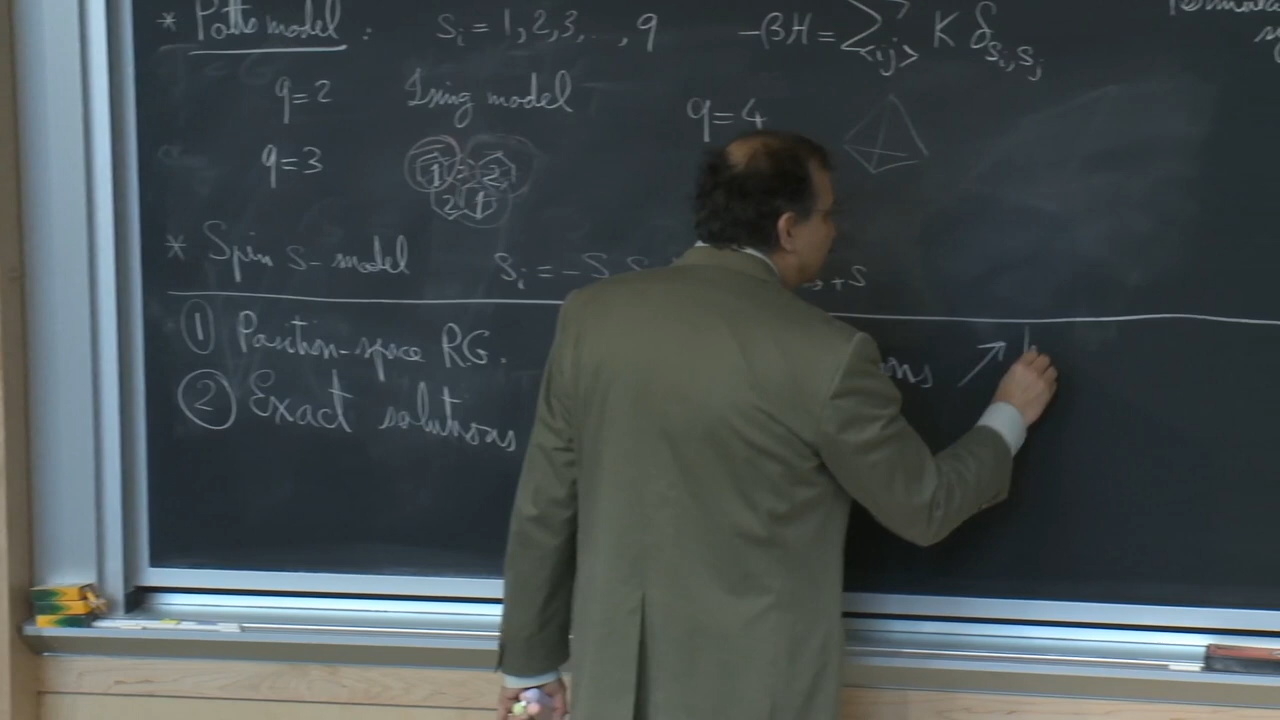 * Potts model : s_i = 1, 2, 3, .. , q   -βH = Σ_<ij> K δ_{s_i, s_j}
q=2   Ising model
q=4
q=3   1 2
2 1
* Spin s-model   s_i = -S +S
① Position-space RG.
② Exact solutions